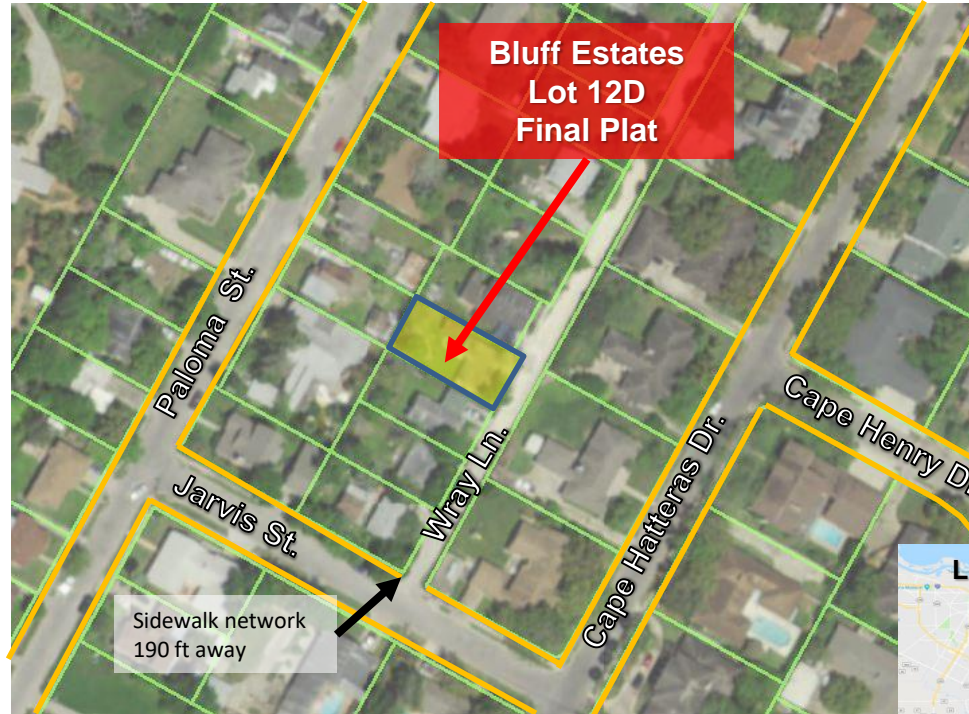 Bluff Estates
Lot 12D
Final Plat
Paloma St.
Jarvis St.
Wray Ln.
Cape Hatteras Dr.
Cape Henry Dr.
Sidewalk network
190 ft away
L